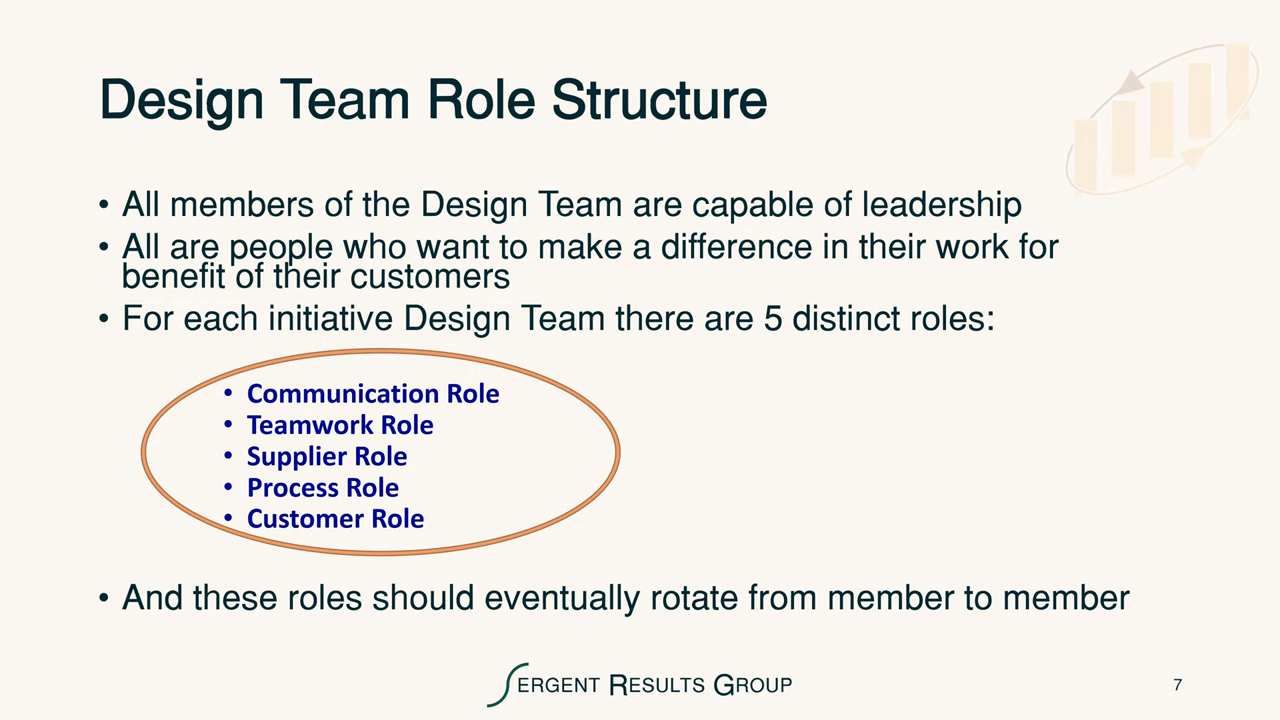 Design Team Role Structure
• All members of the Design Team are capable of leadership
• All are people who want to make a difference in their work for
benefit of their customers
• For each initiative Design Team there are 5 distinct roles:
• Communication Role
• Teamwork Role
• Supplier Role
• Process Role
• Customer Role
• And these roles should eventually rotate from member to member
SERGENT RESULTS GROUP
7